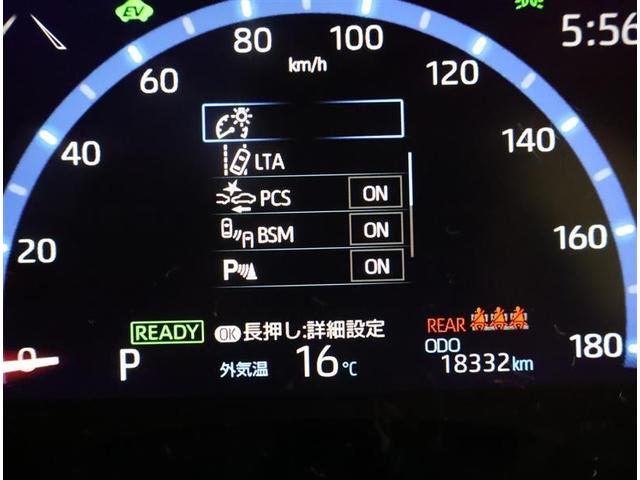 EV
5:56
80
100
km/h
60
120
40
140
LTA
PCS ON
BSM ON
P ON
20
160
READY
OK 長押し:詳細設定
REAR
0
P
外気温 16℃
ODO
18332km
180